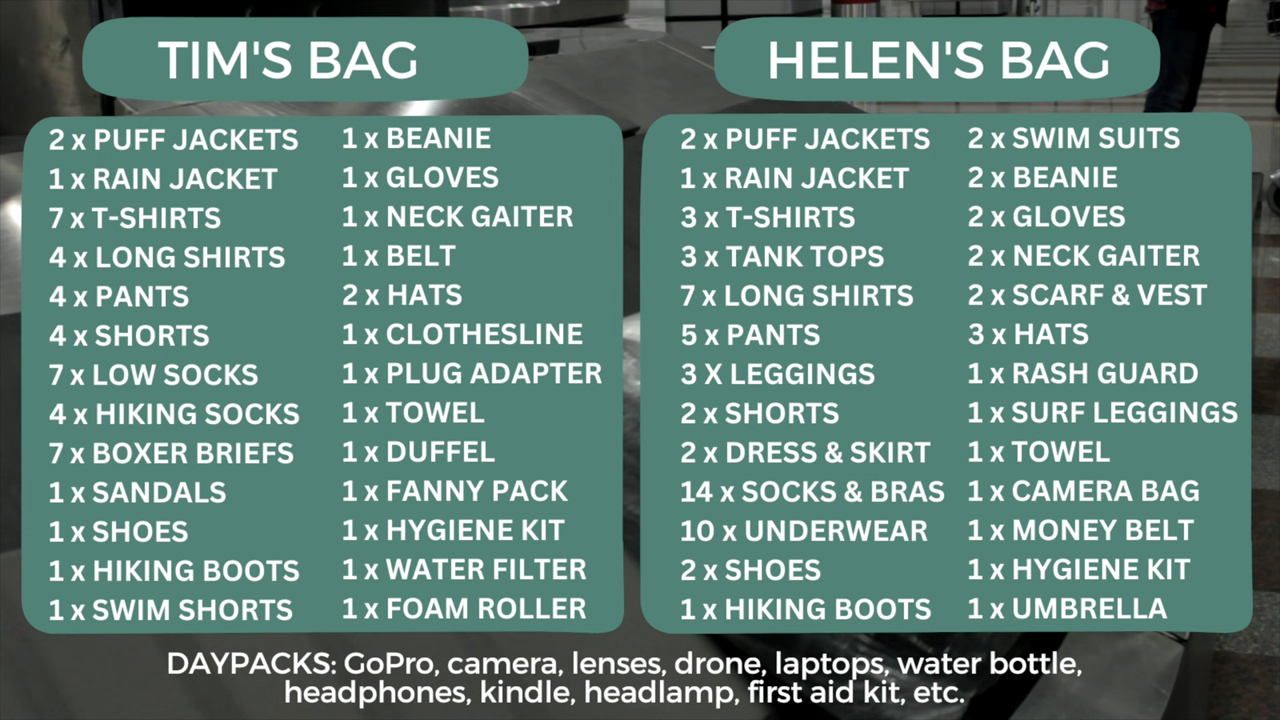 TIM'S BAG
2 x PUFF JACKETS
1 x RAIN JACKET
7 x T-SHIRTS
4 x LONG SHIRTS
4 x PANTS
4 x SHORTS
7 x LOW SOCKS
4 x HIKING SOCKS
7 x BOXER BRIEFS
1 x SANDALS
1 x SHOES
1 x HIKING BOOTS
1 x SWIM SHORTS
1 x BEANIE
1 x GLOVES
1 x NECK GAITER
1 x BELT
2 x HATS
1 x CLOTHESLINE
1 x PLUG ADAPTER
1 x TOWEL
1 x DUFFEL
1 x FANNY PACK
1 x HYGIENE KIT
1 x WATER FILTER
1 x FOAM ROLLER
HELEN'S BAG
2 x PUFF JACKETS
1 x RAIN JACKET
3 x T-SHIRTS
3 x TANK TOPS
7 x LONG SHIRTS
5 x PANTS
3 X LEGGINGS
2 x SHORTS
2 x DRESS & SKIRT
14 x SOCKS & BRAS
10 x UNDERWEAR
2 x SHOES
1 x HIKING BOOTS
2 x SWIM SUITS
2 x BEANIE
2 x GLOVES
2 x NECK GAITER
2 x SCARF & VEST
3 x HATS
1 x RASH GUARD
1 x SURF LEGGINGS
1 x TOWEL
1 x CAMERA BAG
1 x MONEY BELT
1 x HYGIENE KIT
1 x UMBRELLA
DAYPACKS: GoPro, camera, lenses, drone, laptops, water bottle,
headphones, kindle, headlamp, first aid kit, etc.